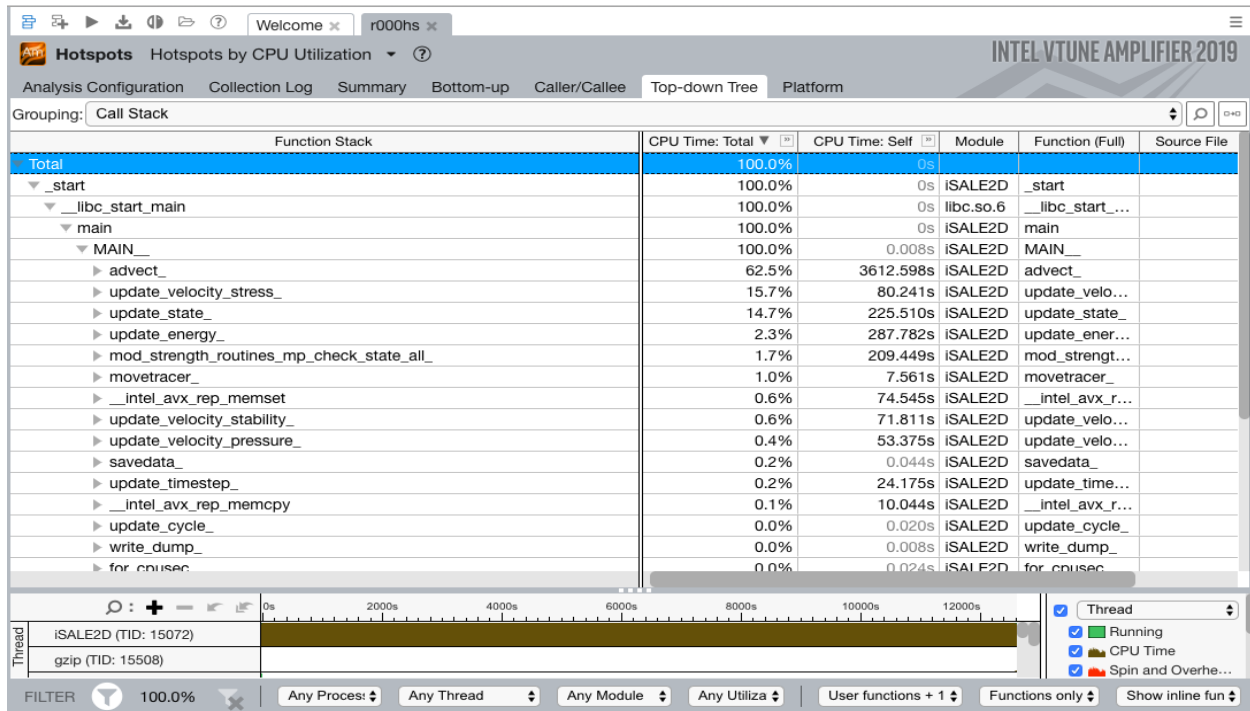 Welcome × r000hs ×
Hotspots Hotspots by CPU Utilization
INTEL VTUNE AMPLIFIER 2019
Analysis Configuration Collection Log Summary Bottom-up Caller/Callee Top-down Tree Platform
Grouping: Call Stack
Function Stack CPU Time: Total ▼ CPU Time: Self Module Function (Full) Source File
Total 100.0% 0s
_start 100.0% 0s iSALE2D _start
__libc_start_main 100.0% 0s libc.so.6 __libc_start_...
main 100.0% 0s iSALE2D main
MAIN__ 100.0% 0.008s iSALE2D MAIN__
advect_ 62.5% 3612.598s iSALE2D advect_
update_velocity_stress_ 15.7% 80.241s iSALE2D update_velo...
update_state_ 14.7% 225.510s iSALE2D update_state_
update_energy_ 2.3% 287.782s iSALE2D update_ener...
mod_strength_routines_mp_check_state_all_ 1.7% 209.449s iSALE2D mod_strengt...
movetracer_ 1.0% 7.561s iSALE2D movetracer_
__intel_avx_rep_memset 0.6% 74.545s iSALE2D __intel_avx_r...
update_velocity_stability_ 0.6% 71.811s iSALE2D update_velo...
update_velocity_pressure_ 0.4% 53.375s iSALE2D update_velo...
savedata_ 0.2% 0.044s iSALE2D savedata_
update_timestep_ 0.2% 24.175s iSALE2D update_time...
__intel_avx_rep_memcpy 0.1% 10.044s iSALE2D __intel_avx_r...
update_cycle_ 0.0% 0.020s iSALE2D update_cycle_
write_dump_ 0.0% 0.008s iSALE2D write_dump_
for_cpusec 0.0% 0.024s iSALE2D for_cpusec
0s 2000s 4000s 6000s 8000s 10000s 12000s
Thread
iSALE2D (TID: 15072)
gzip (TID: 15508)
Thread
Running
CPU Time
Spin and Overhe...
FILTER 100.0% Any Process Any Thread Any Module Any Utiliza User functions + 1 Functions only Show inline fun